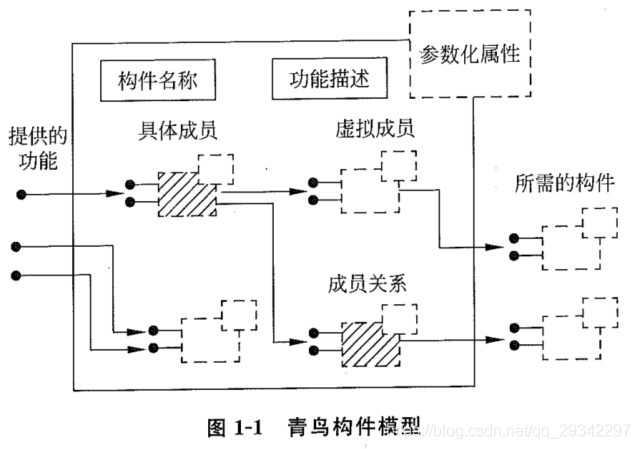 参数化属性
构件名称
功能描述
提供的
功能
具体成员
虚拟成员
所需的构件
成员关系
图 1-1 青鸟构件模型
https://blog.csdn.net/qq_29342297